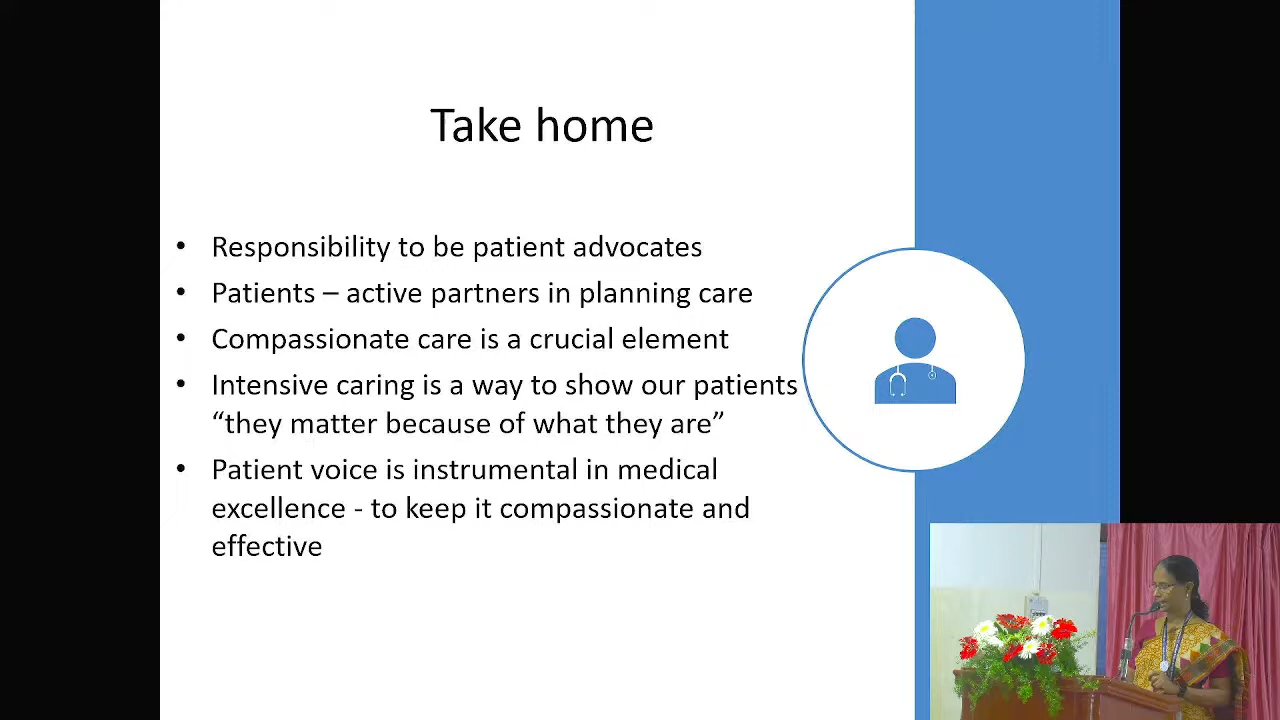 Take home
• Responsibility to be patient advocates
• Patients – active partners in planning care
• Compassionate care is a crucial element
• Intensive caring is a way to show our patients
“they matter because of what they are”
• Patient voice is instrumental in medical
excellence - to keep it compassionate and
effective